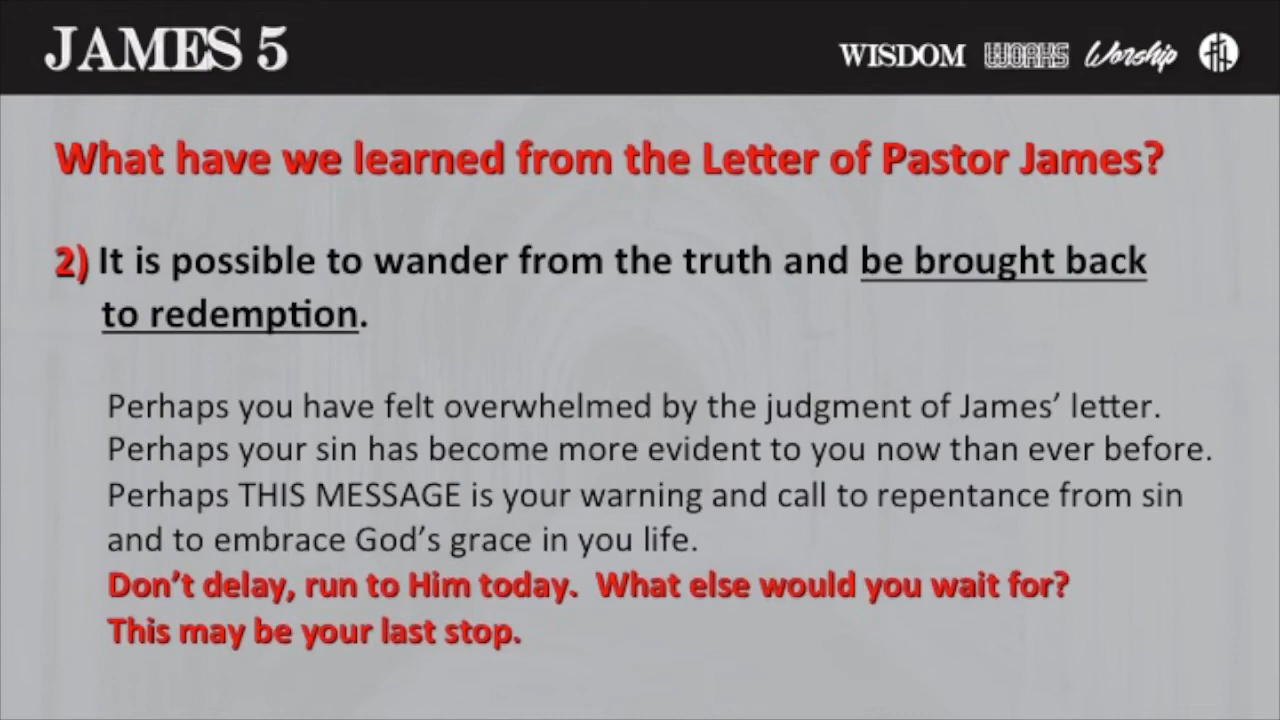 JAMES 5
WISDOM WORKS Worship
What have we learned from the Letter of Pastor James?
2) It is possible to wander from the truth and be brought back
to redemption.
Perhaps you have felt overwhelmed by the judgment of James’ letter.
Perhaps your sin has become more evident to you now than ever before.
Perhaps THIS MESSAGE is your warning and call to repentance from sin
and to embrace God’s grace in you life.
Don’t delay, run to Him today.  What else would you wait for?
This may be your last stop.